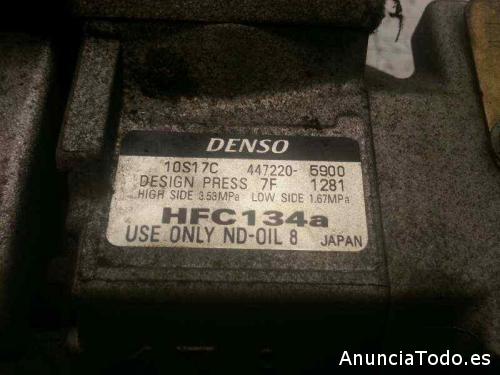 DENSO
10S17C 447220-5900
DESIGN PRESS 7F 1281
HIGH SIDE 3.53MPa LOW SIDE 1.67MPa
HFC134a
USE ONLY ND-OIL 8 JAPAN
AnunciaTodo.es